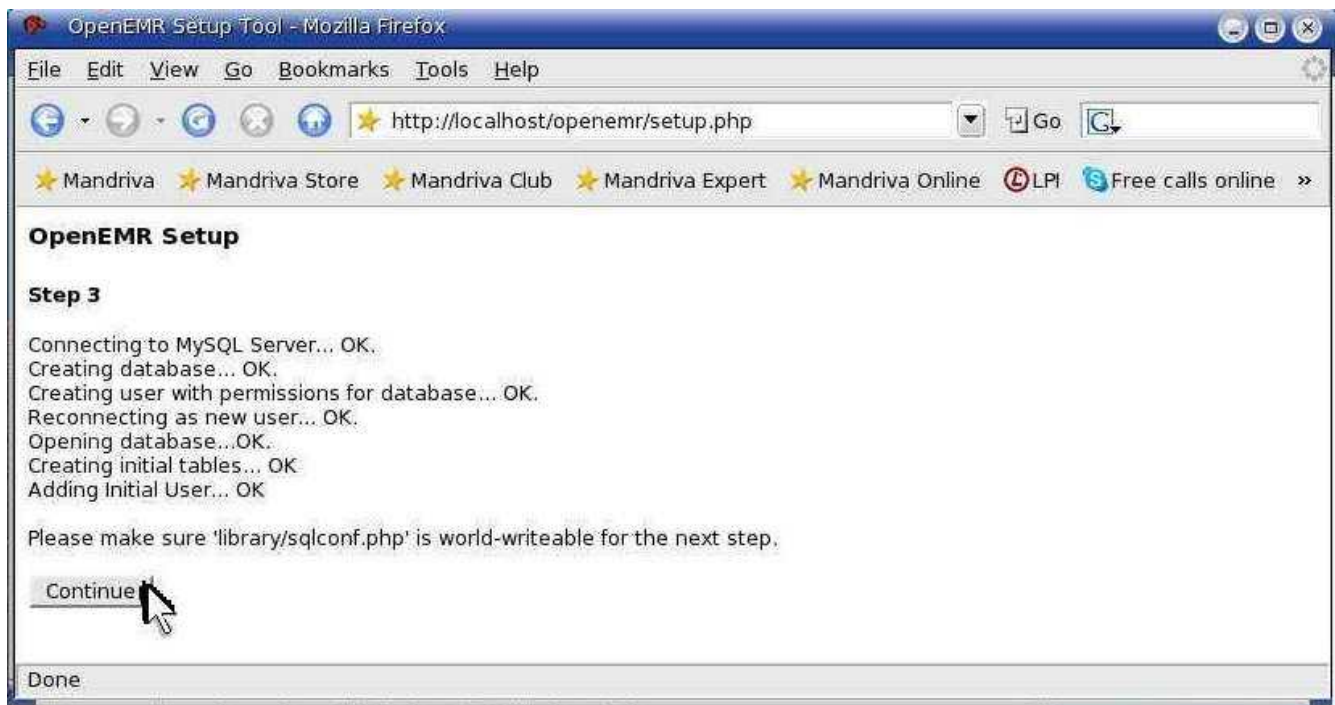 OpenEMR Setup Tool - Mozilla Firefox
File Edit View Go Bookmarks Tools Help
http://localhost/openemr/setup.php Go G
Mandriva Mandriva Store Mandriva Club Mandriva Expert Mandriva Online LPI Free calls online »
OpenEMR Setup
Step 3
Connecting to MySQL Server... OK.
Creating database... OK.
Creating user with permissions for database... OK.
Reconnecting as new user... OK.
Opening database...OK.
Creating initial tables... OK
Adding Initial User... OK
Please make sure 'library/sqlconf.php' is world-writeable for the next step.
Continue
Done